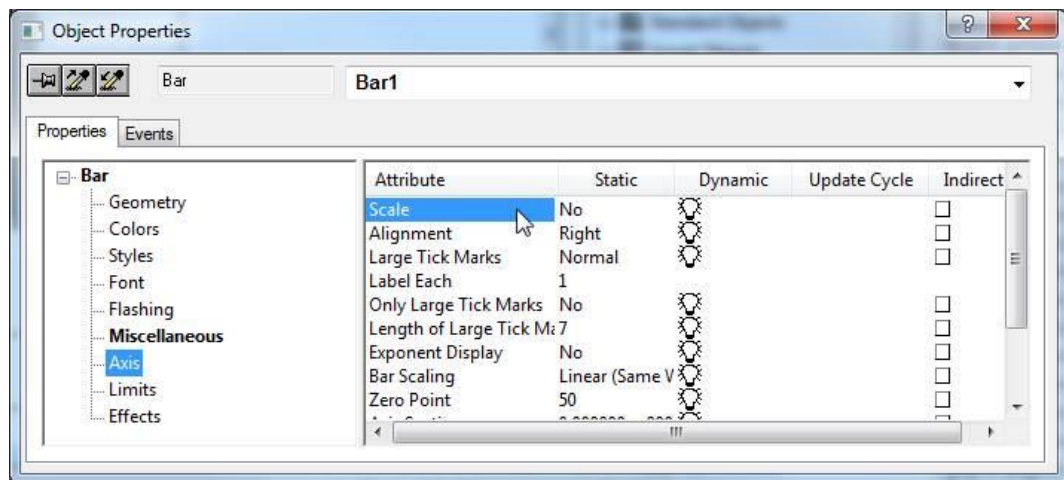 Object Properties
Bar
Bar1
Properties Events
Bar
Geometry
Colors
Styles
Font
Flashing
Miscellaneous
Axis
Limits
Effects
Attribute Static Dynamic Update Cycle Indirect
Scale No
Alignment Right
Large Tick Marks Normal
Label Each 1
Only Large Tick Marks No
Length of Large Tick Ma 7
Exponent Display No
Bar Scaling Linear (Same V
Zero Point 50